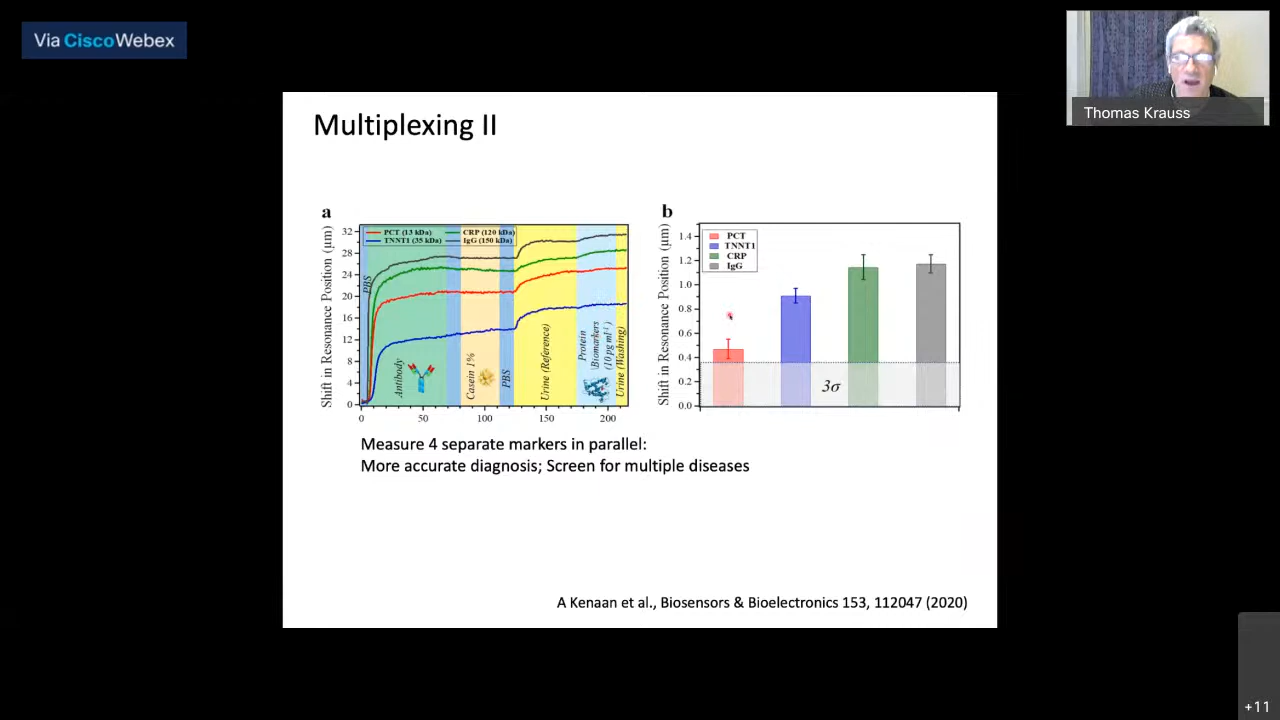 Via CiscoWebex
Thomas Krauss
Multiplexing II
a
Shift in Resonance Position (µm)
32
28
24
20
16
12
8
4
0
PCT (13 kDa)
CRP (120 kDa)
TNNT1 (35 kDa)
IgG (150 kDa)
PBS
Antibody
Casein 1%
PBS
Urine (Reference)
Protein
Biomarkers
(10 pg ml⁻¹)
Urine (Washing)
0
50
100
150
200
b
Shift in Resonance Position (µm)
1.4
1.2
1.0
0.8
0.6
0.4
0.2
0.0
PCT
TNNT1
CRP
IgG
3σ
Measure 4 separate markers in parallel:
More accurate diagnosis; Screen for multiple diseases
A Kenaan et al., Biosensors & Bioelectronics 153, 112047 (2020)
+11